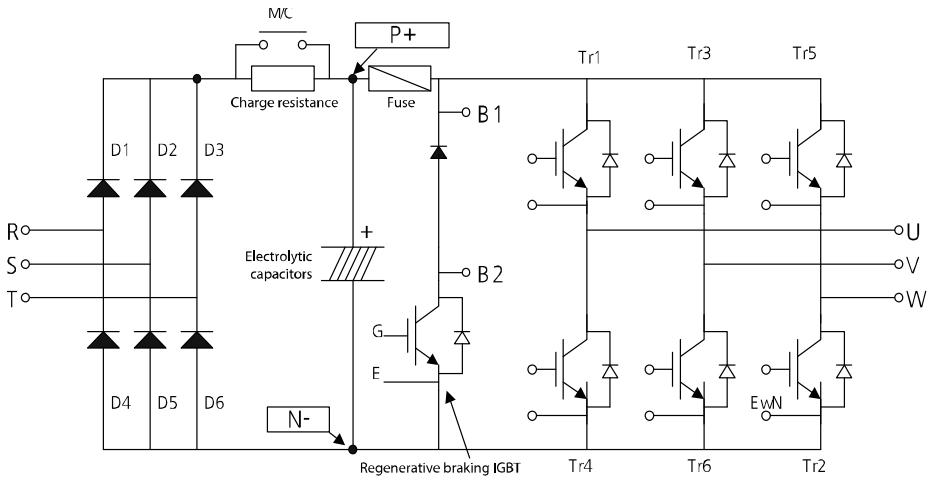 M/C
P+
Tr1
Tr3
Tr5
Charge resistance
Fuse
B1
D1
D2
D3
R
S
T
+
Electrolytic
capacitors
B2
U
V
W
G
E
D4
D5
D6
N-
EwN
Regenerative braking IGBT
Tr4
Tr6
Tr2